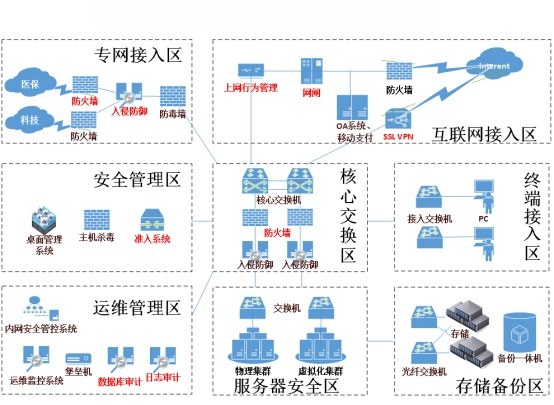 专网接入区
医保
防火墙
入侵防御
防毒墙
科技
防火墙
上网行为管理
网闸
防火墙
Interent
OA系统、
移动支付
SSL VPN
互联网接入区
安全管理区
桌面管理
系统
主机杀毒
准入系统
核心交换机
防火墙
入侵防御
入侵防御
核心交换区
接入交换机
PC
终端接入区
运维管理区
内网安全管控系统
运维监控系统
堡垒机
数据库审计
日志审计
交换机
物理集群
虚拟化集群
服务器安全区
存储
光纤交换机
备份一体机
存储备份区